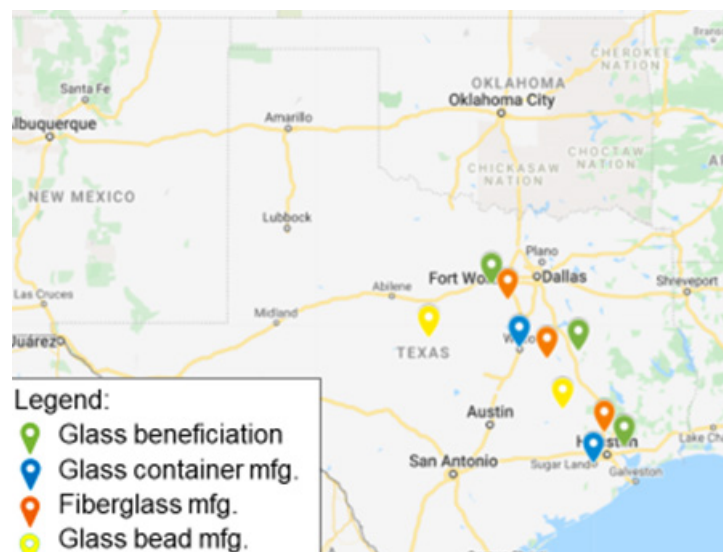 CHEROKEE
NATION
Santa Fe
OKLAHOMA
Oklahoma City
Amarillo
lbuquerque
CHOCTAW
NATION
CHICKASAW
NATION
NEW MEXICO
Lubbock
Plano
Fort Wo
Dallas
Las Cruces
Abilene
Shreveport
Midland
Juárez
TEXAS
Austin
Lake Ch
San Antonio
Sugar Land
Galveston
Legend:
Glass beneficiation
Glass container mfg.
Fiberglass mfg.
Glass bead mfg.